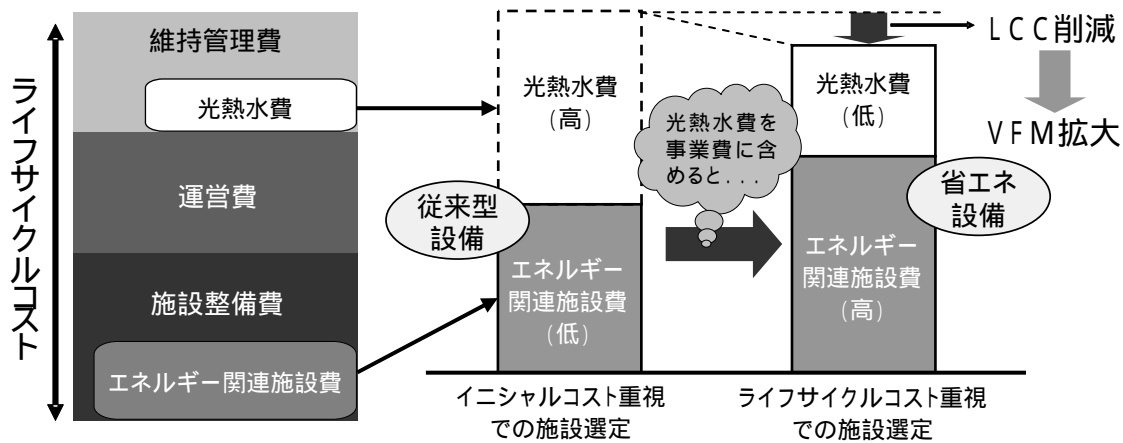 ライフサイクルコスト
維持管理費
光熱水費
運営費
施設整備費
エネルギー関連施設費
光熱水費
(高)
従来型
設備
エネルギー
関連施設費
(低)
イニシャルコスト重視
での施設選定
光熱水費を
事業費に含
めると...
光熱水費
(低)
省エネ
設備
エネルギー
関連施設費
(高)
ライフサイクルコスト重視
での施設選定
LCC削減
VFM拡大